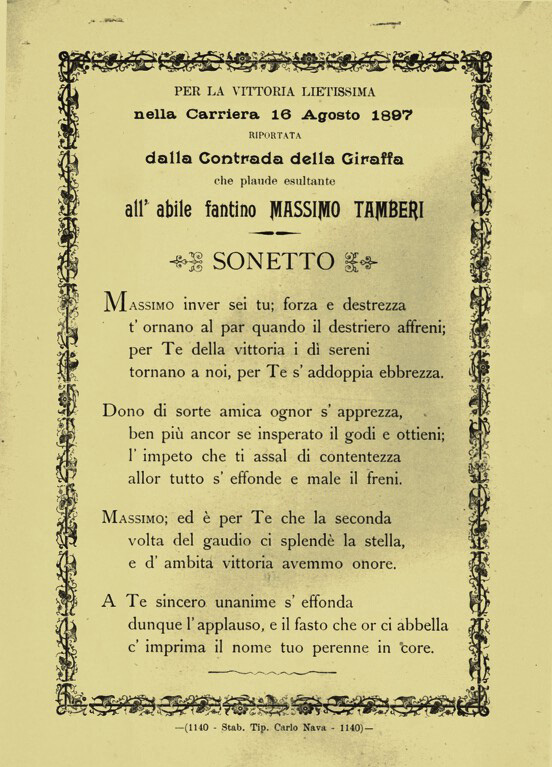 PER LA VITTORIA LIETISSIMA
nella Carriera 16 Agosto 1897
RIPORTATA
dalla Contrada della Giraffa
che plaude esultante
all' abile fantino MASSIMO TAMBERI
SONETTO
MASSIMO inver sei tu; forza e destrezza
t' ornano al par quando il destriero affreni;
per Te della vittoria i dì sereni
tornano a noi, per Te s' addoppia ebbrezza.
Dono di sorte amica ognor s' apprezza,
ben più ancor se insperato il godi e ottieni;
l' impeto che ti assal di contentezza
allor tutto s' effonde e male il freni.
MASSIMO; ed è per Te che la seconda
volta del gaudio ci splendè la stella,
e d' ambita vittoria avemmo onore.
A Te sincero unanime s' effonda
dunque l' applauso, e il fasto che or ci abbella
c' imprima il nome tuo perenne in core.
—(1140 - Stab. Tip. Carlo Nava - 1140)—